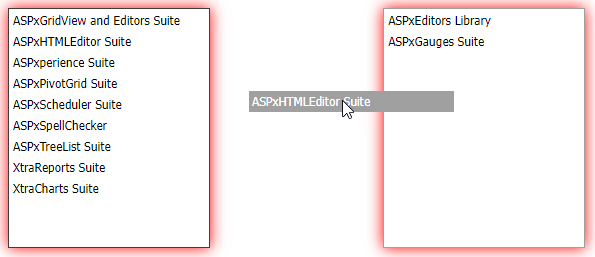 ASPxGridView and Editors Suite
ASPxHTMLEditor Suite
ASPxperience Suite
ASPxPivotGrid Suite
ASPxScheduler Suite
ASPxSpellChecker
ASPxTreeList Suite
XtraReports Suite
XtraCharts Suite
ASPxHTMLEditor Suite
ASPxEditors Library
ASPxGauges Suite